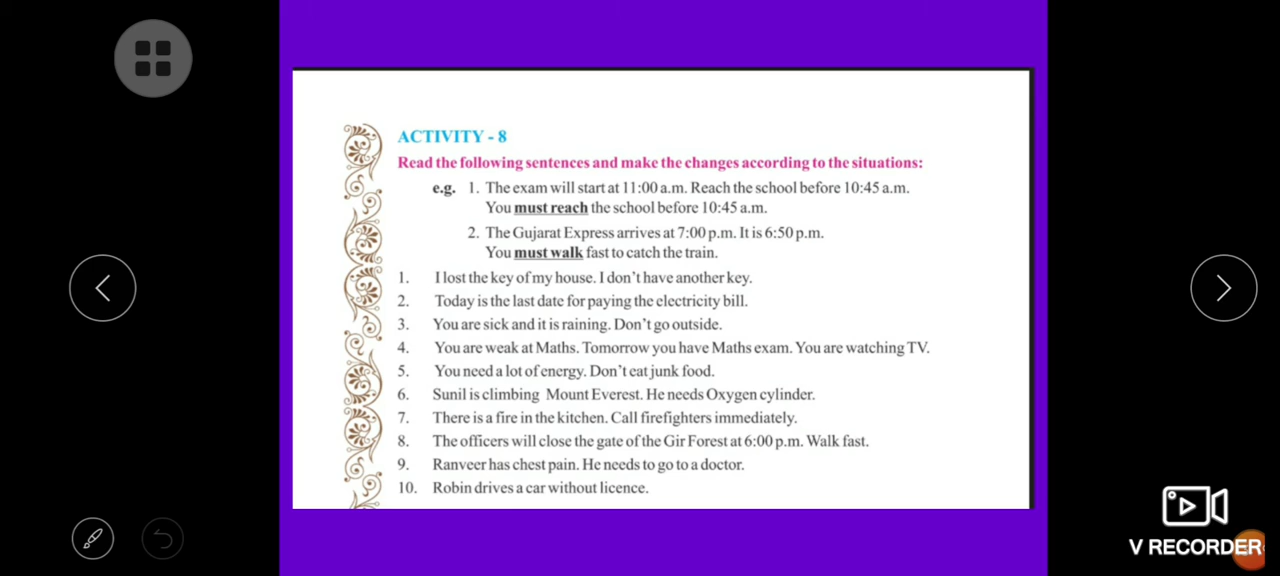 ACTIVITY - 8
Read the following sentences and make the changes according to the situations:
e.g. 1. The exam will start at 11:00 a.m. Reach the school before 10:45 a.m.
You must reach the school before 10:45 a.m.
2. The Gujarat Express arrives at 7:00 p.m. It is 6:50 p.m.
You must walk fast to catch the train.
1. I lost the key of my house. I don't have another key.
2. Today is the last date for paying the electricity bill.
3. You are sick and it is raining. Don't go outside.
4. You are weak at Maths. Tomorrow you have Maths exam. You are watching TV.
5. You need a lot of energy. Don't eat junk food.
6. Sunil is climbing Mount Everest. He needs Oxygen cylinder.
7. There is a fire in the kitchen. Call firefighters immediately.
8. The officers will close the gate of the Gir Forest at 6:00 p.m. Walk fast.
9. Ranveer has chest pain. He needs to go to a doctor.
10. Robin drives a car without licence.
V RECORDER